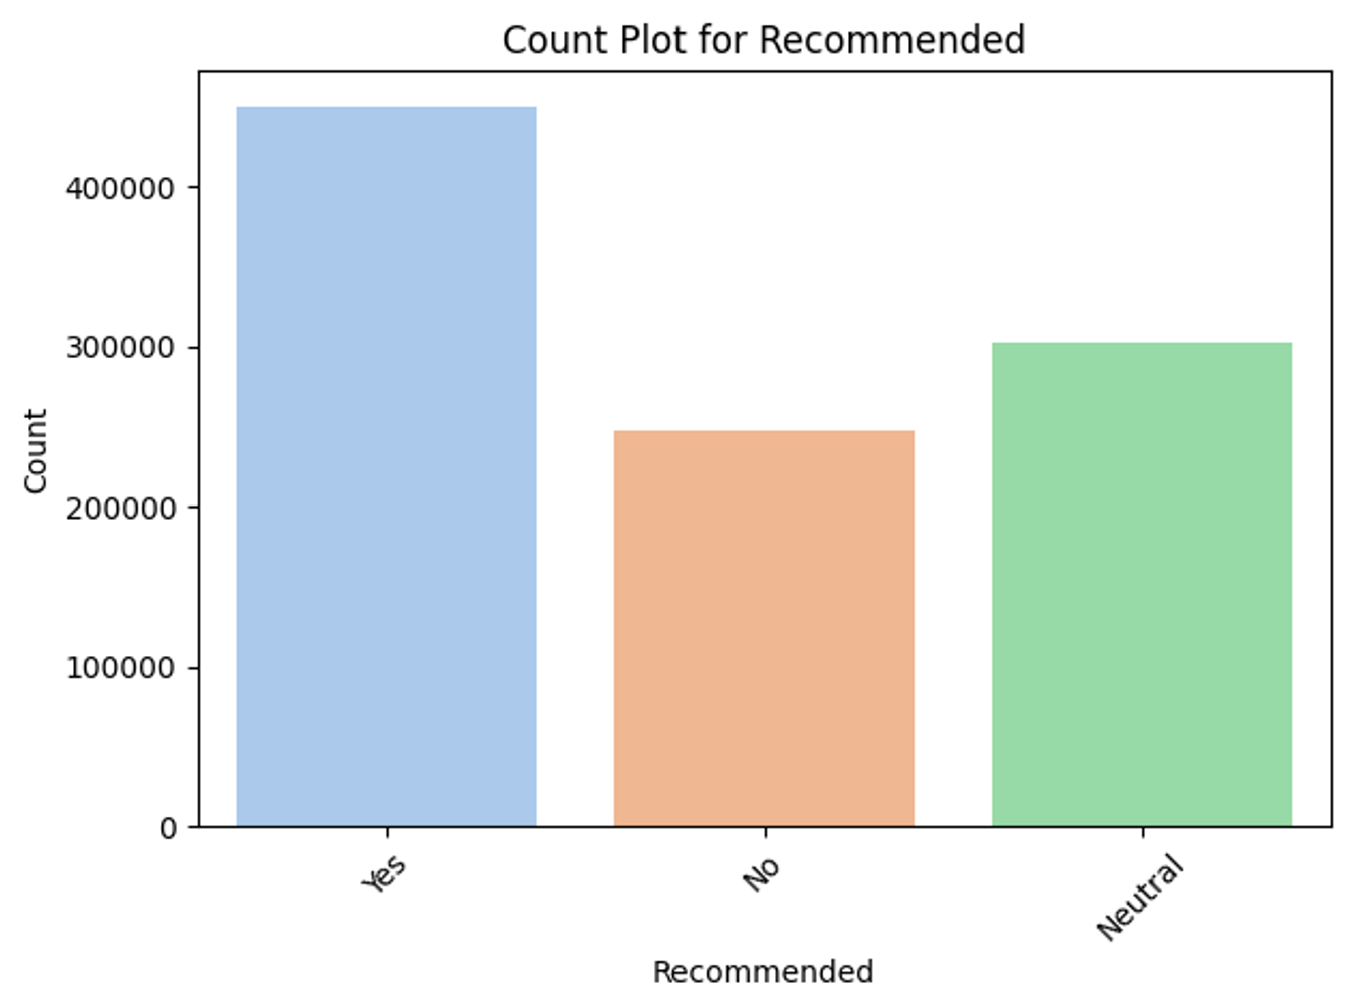 Count Plot for Recommended
Count
400000
300000
200000
100000
0
Yes
No
Neutral
Recommended